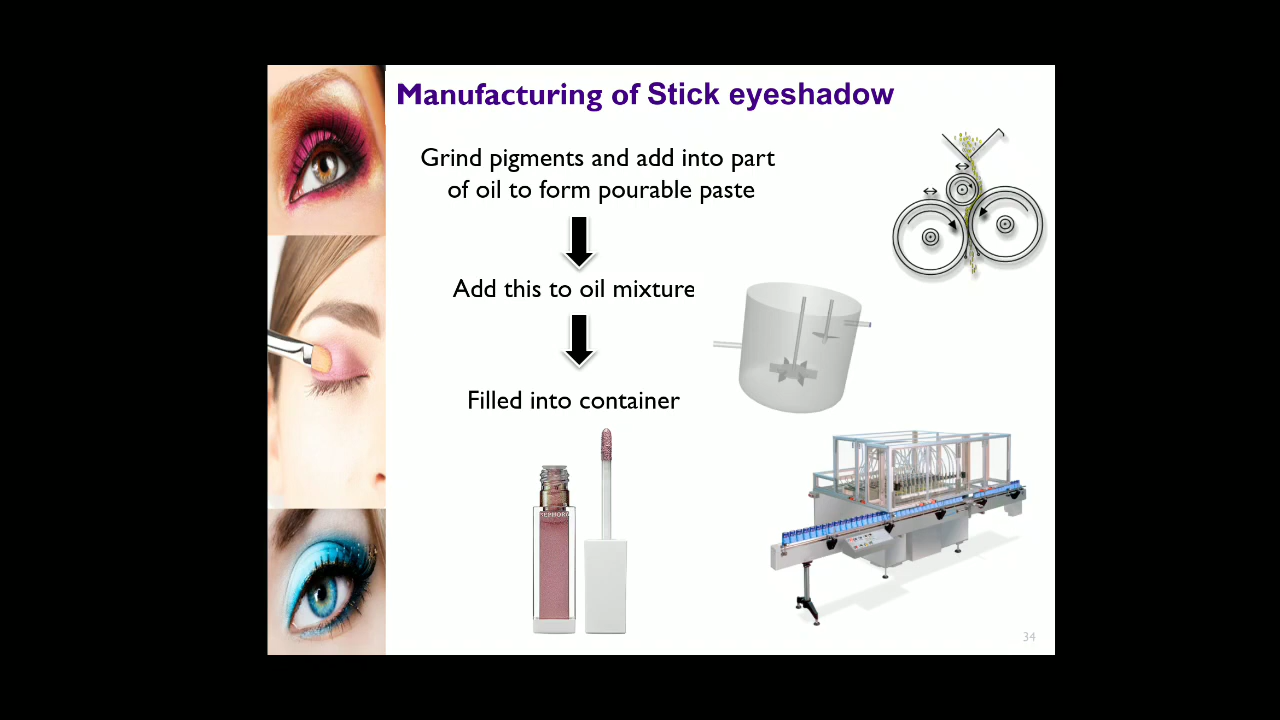 Manufacturing of Stick eyeshadow
Grind pigments and add into part
of oil to form pourable paste
Add this to oil mixture
Filled into container
SEPHORA
34